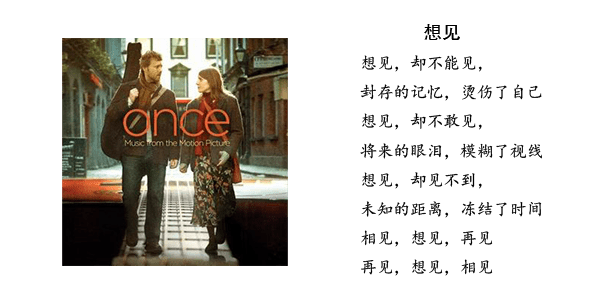 ance
Music from the Motion Picture
想见
想见，却不能见，
封存的记忆，烫伤了自己
想见，却不敢见，
将来的眼泪，模糊了视线
想见，却见不到，
未知的距离，冻结了时间
相见，想见，再见
再见，想见，相见